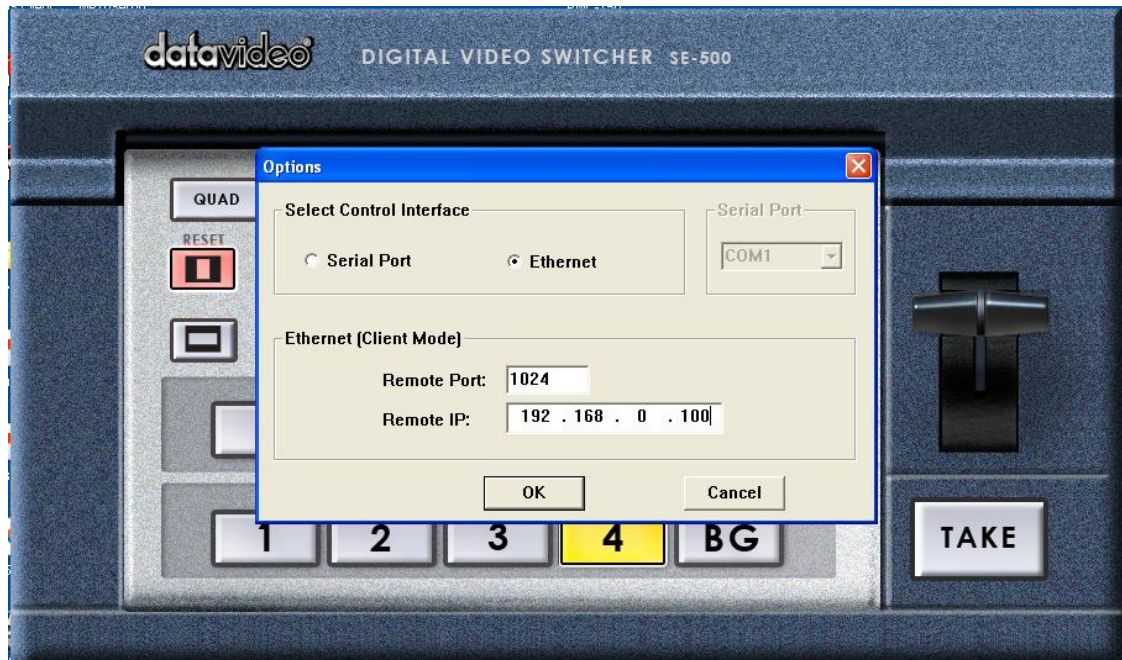 datavideo DIGITAL VIDEO SWITCHER SE-500
Options
QUAD
Select Control Interface
Serial Port
RESET
Serial Port
Ethernet
COM1
Ethernet (Client Mode)
Remote Port: 1024
Remote IP: 192 . 168 . 0 . 100
OK
Cancel
1
2
3
4
BG
TAKE